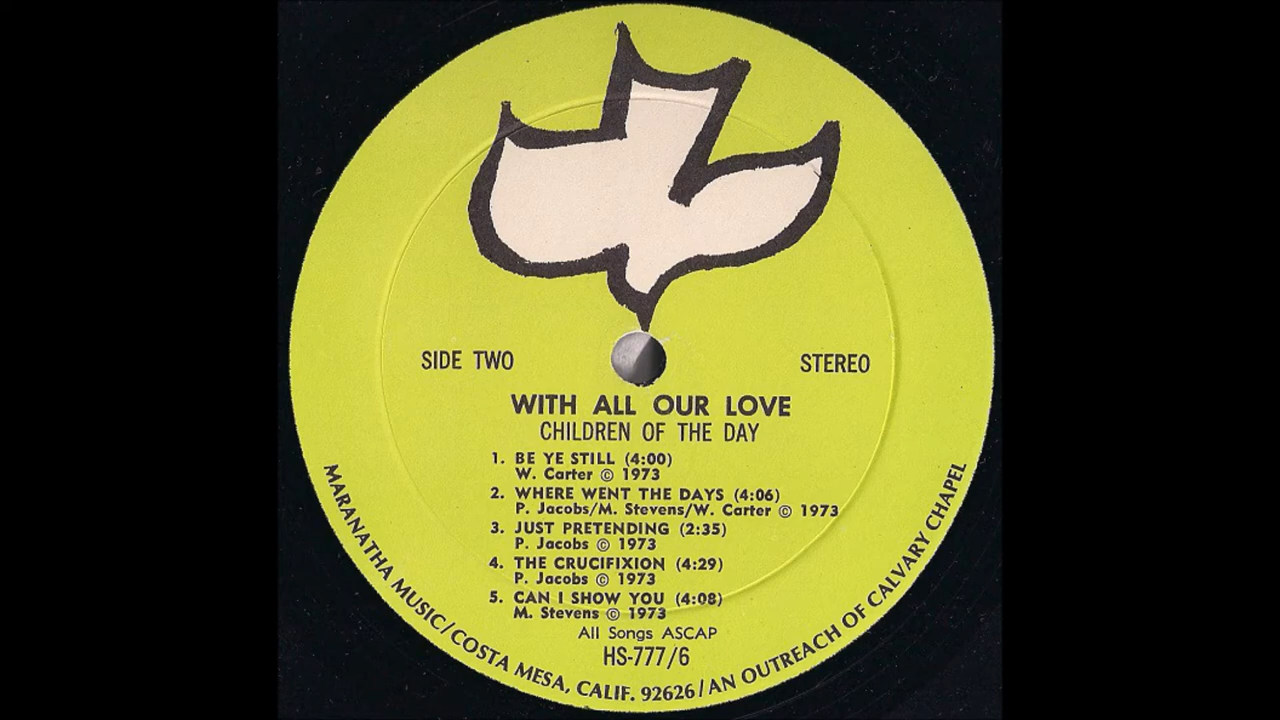 SIDE TWO
STEREO
WITH ALL OUR LOVE
CHILDREN OF THE DAY
1. BE YE STILL (4:00)
W. Carter © 1973
2. WHERE WENT THE DAYS (4:06)
P. Jacobs/M. Stevens/W. Carter © 1973
3. JUST PRETENDING (2:35)
P. Jacobs © 1973
4. THE CRUCIFIXION (4:29)
P. Jacobs © 1973
5. CAN I SHOW YOU (4:08)
M. Stevens © 1973
All Songs ASCAP
HS-777/6
MARANATHA MUSIC/COSTA MESA, CALIF. 92626/AN OUTREACH OF CALVARY CHAPEL